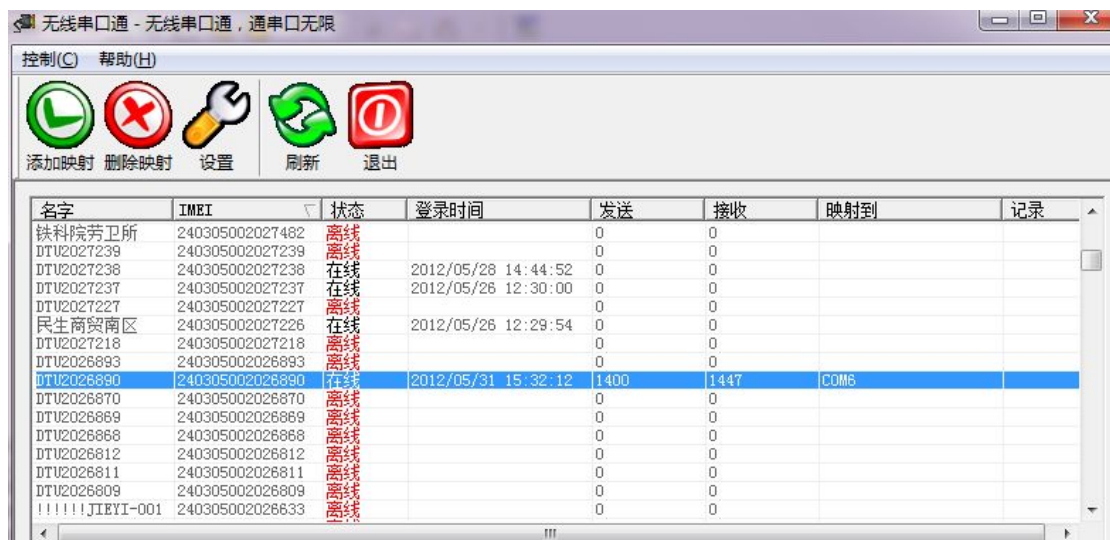 无线串口通 - 无线串口通，通串口无限
控制(C) 帮助(H)
添加映射 删除映射 设置 刷新 退出
名字 IMEI 状态 登录时间 发送 接收 映射到 记录
铁科院劳卫所 240305002027482 离线 0 0
DTU2027239 240305002027239 离线 0 0
DTU2027238 240305002027238 在线 2012/05/28 14:44:52 0 0
DTU2027237 240305002027237 在线 2012/05/26 12:30:00 0 0
DTU2027227 240305002027227 离线 0 0
民生商贸南区 240305002027226 在线 2012/05/26 12:29:54 0 0
DTU2027218 240305002027218 离线 0 0
DTU2026893 240305002026893 离线 0 0
DTU2026890 240305002026890 在线 2012/05/31 15:32:12 1400 1447 COM6
DTU2026870 240305002026870 离线 0 0
DTU2026869 240305002026869 离线 0 0
DTU2026868 240305002026868 离线 0 0
DTU2026812 240305002026812 离线 0 0
DTU2026811 240305002026811 离线 0 0
DTU2026809 240305002026809 离线 0 0
!!!!!!JIEYI-001 240305002026633 离线 0 0